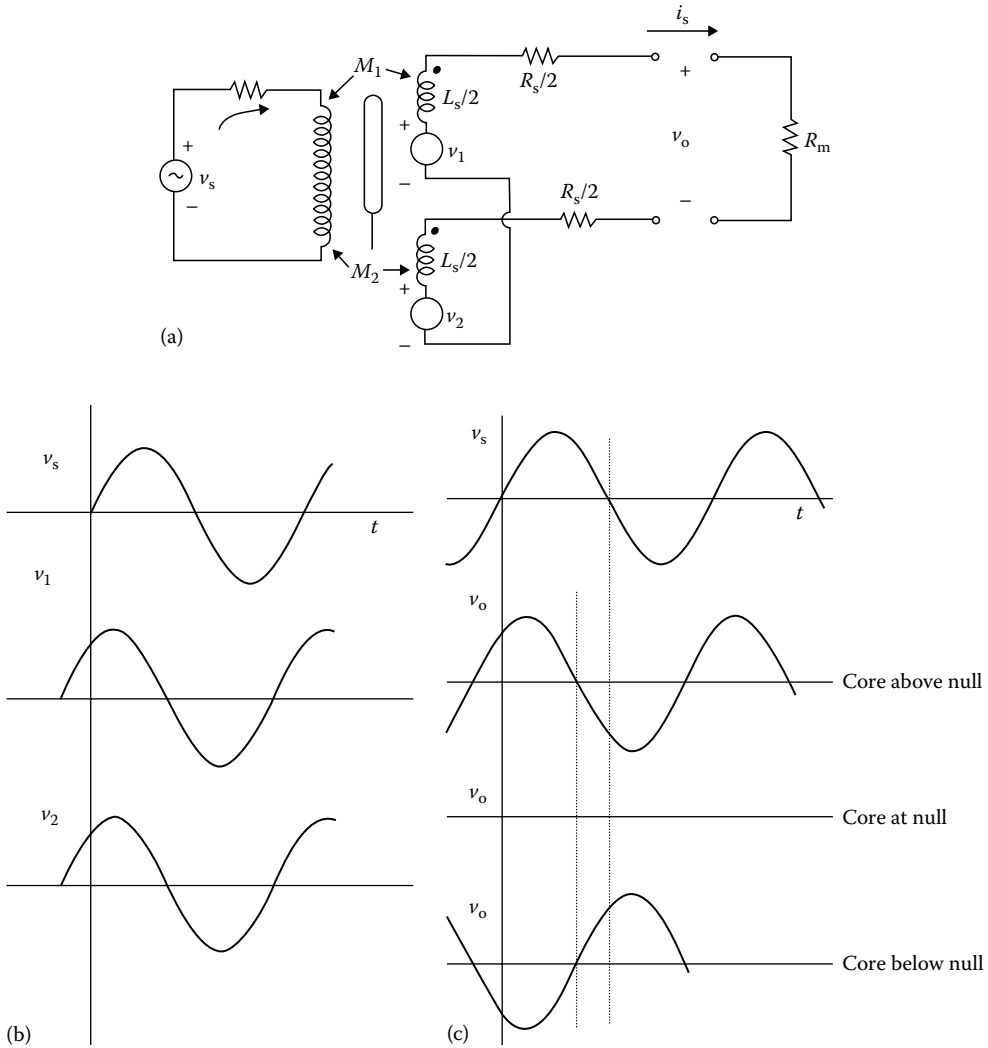 i_s
M_1
+
R_s/2
L_s/2
+
+
v_1
v_o
R_m
v_s
−
−
R_s/2
−
M_2
L_s/2
+
v_2
(a)
−
v_s
t
v_1
v_2
(b)
v_s
t
v_o
Core above null
v_o
Core at null
v_o
Core below null
(c)